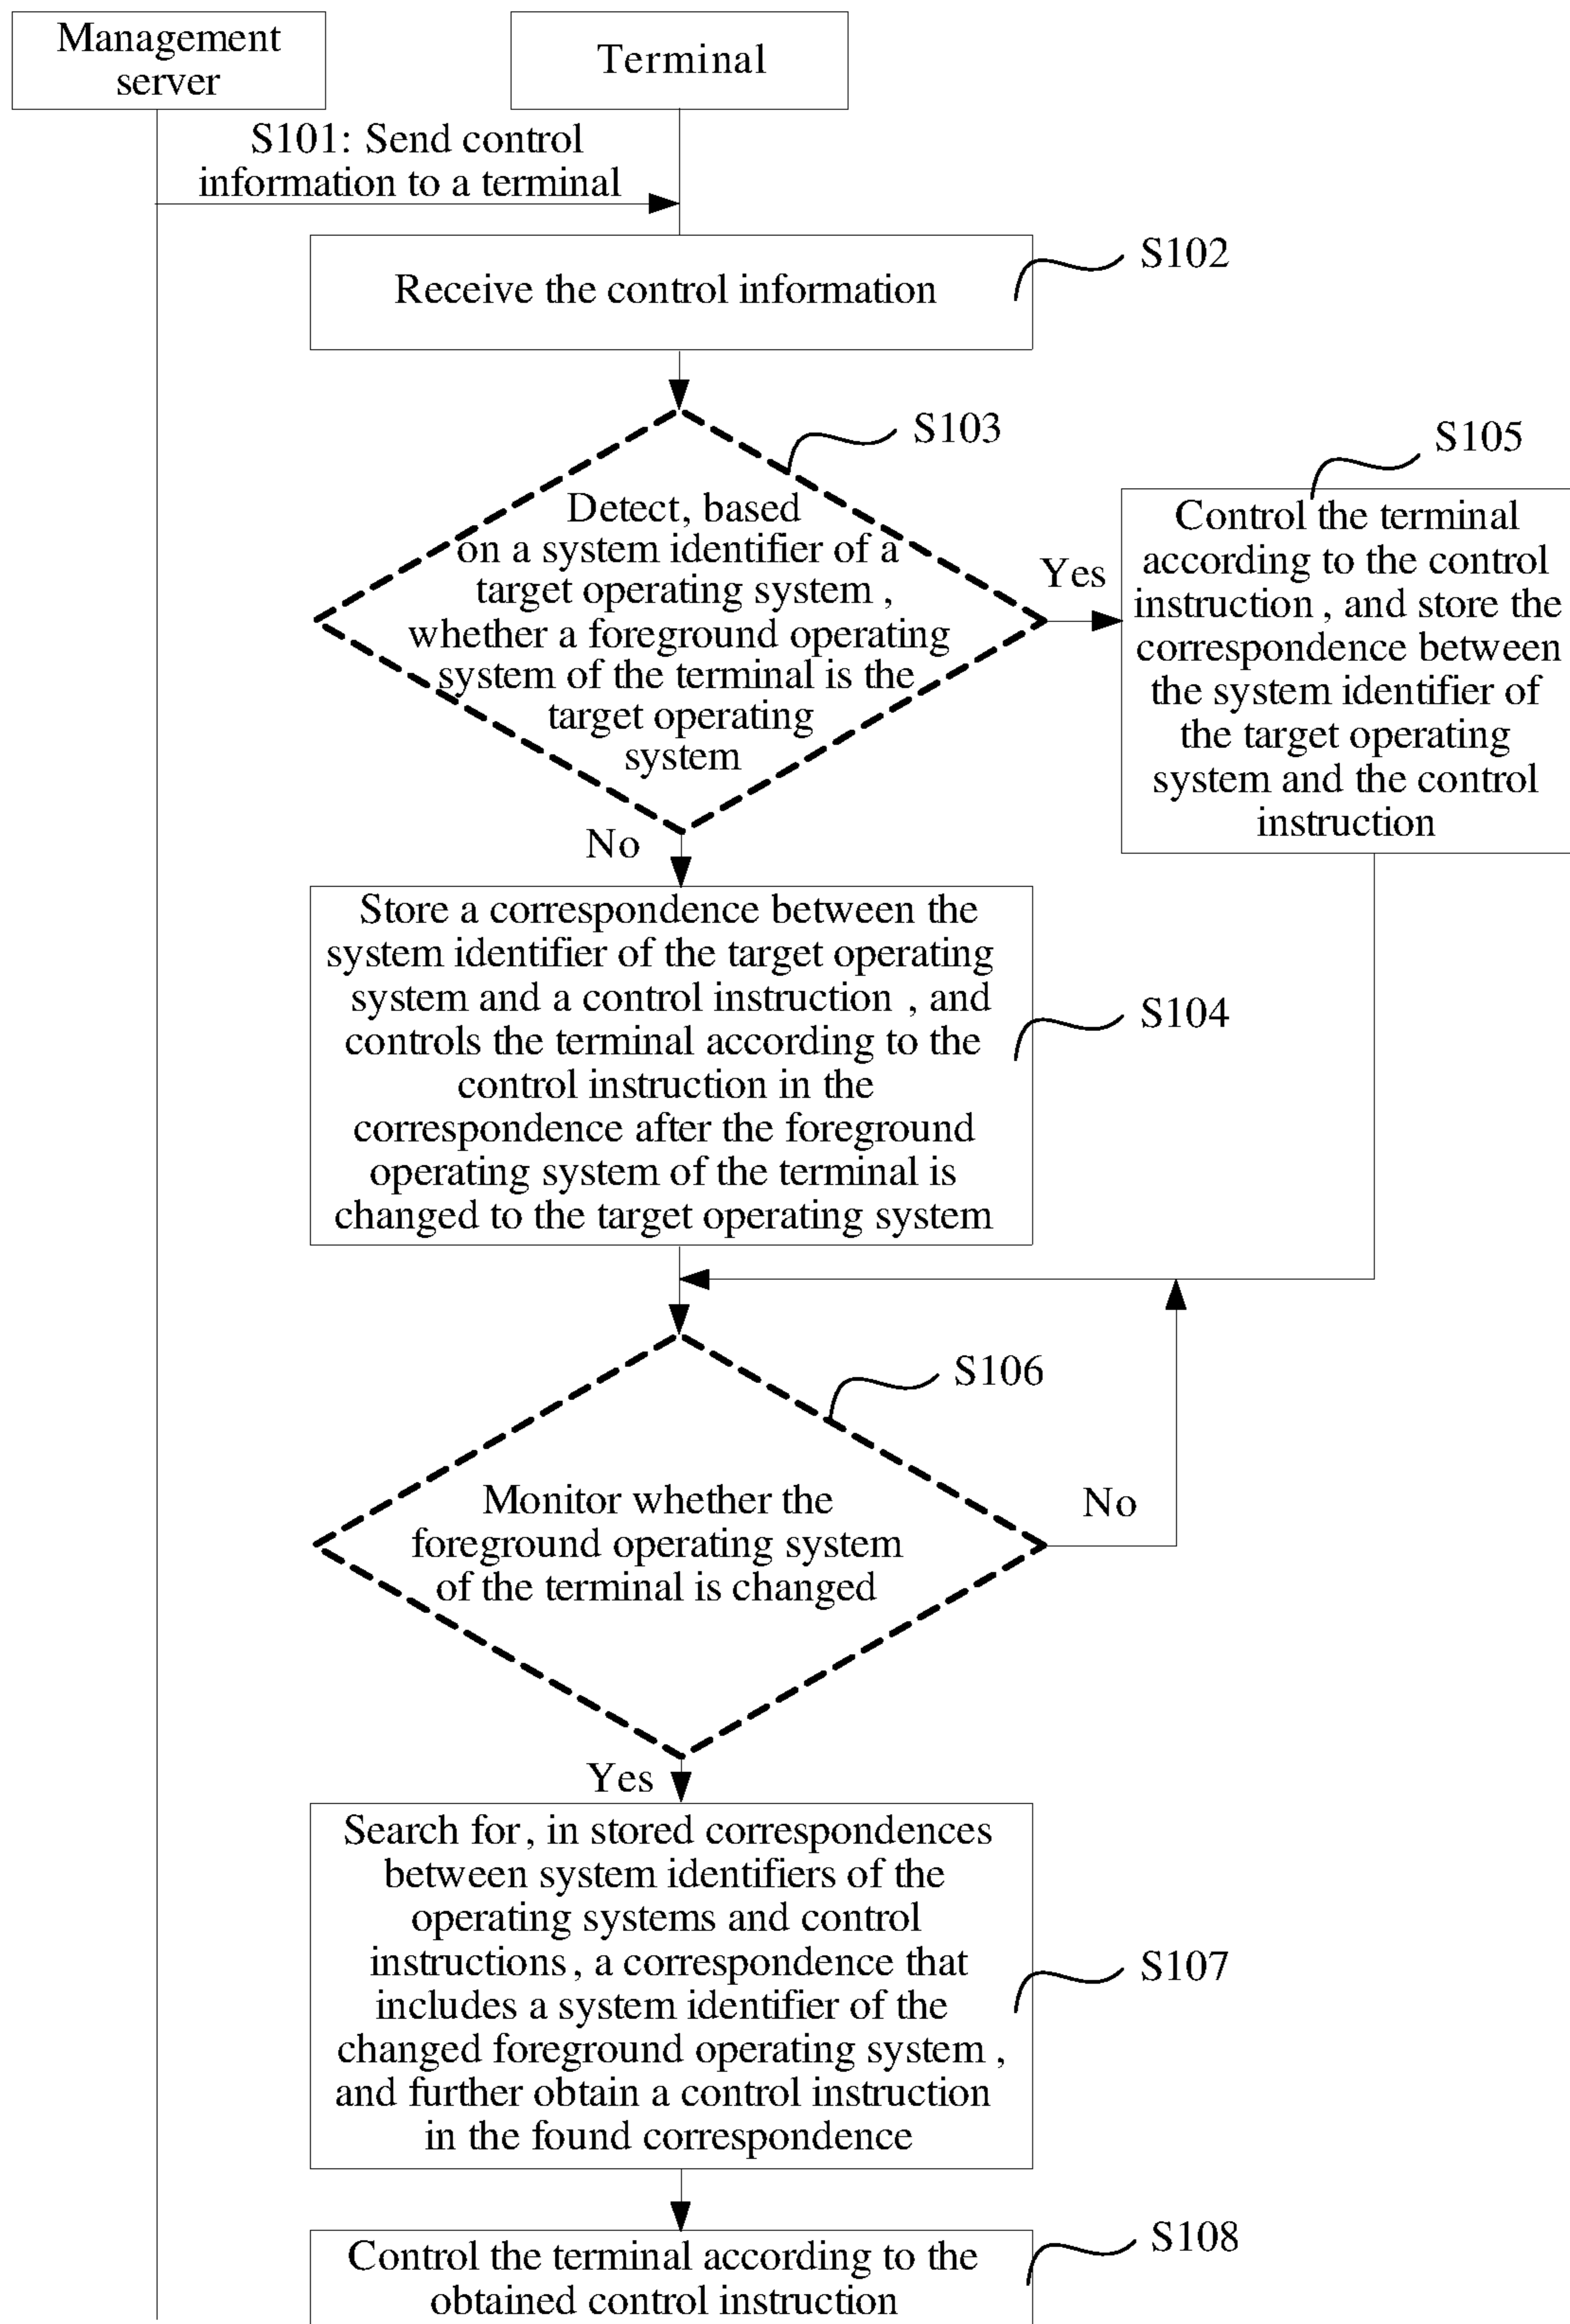 Management
server
Terminal
S101: Send control
information to a terminal
Receive the control information
S102
Detect, based
on a system identifier of a
target operating system ,
whether a foreground operating
system of the terminal is the
target operating
system
S103
Yes
S105
Control the terminal
according to the control
instruction , and store the
correspondence between
the system identifier of
the target operating
system and the control
instruction
No
Store a correspondence between the
system identifier of the target operating
system and a control instruction , and
controls the terminal according to the
control instruction in the
correspondence after the foreground
operating system of the terminal is
changed to the target operating system
S104
S106
Monitor whether the
foreground operating system
of the terminal is changed
No
Yes
Search for, in stored correspondences
between system identifiers of the
operating systems and control
instructions, a correspondence that
includes a system identifier of the
changed foreground operating system ,
and further obtain a control instruction
in the found correspondence
S107
Control the terminal according to the
obtained control instruction
S108